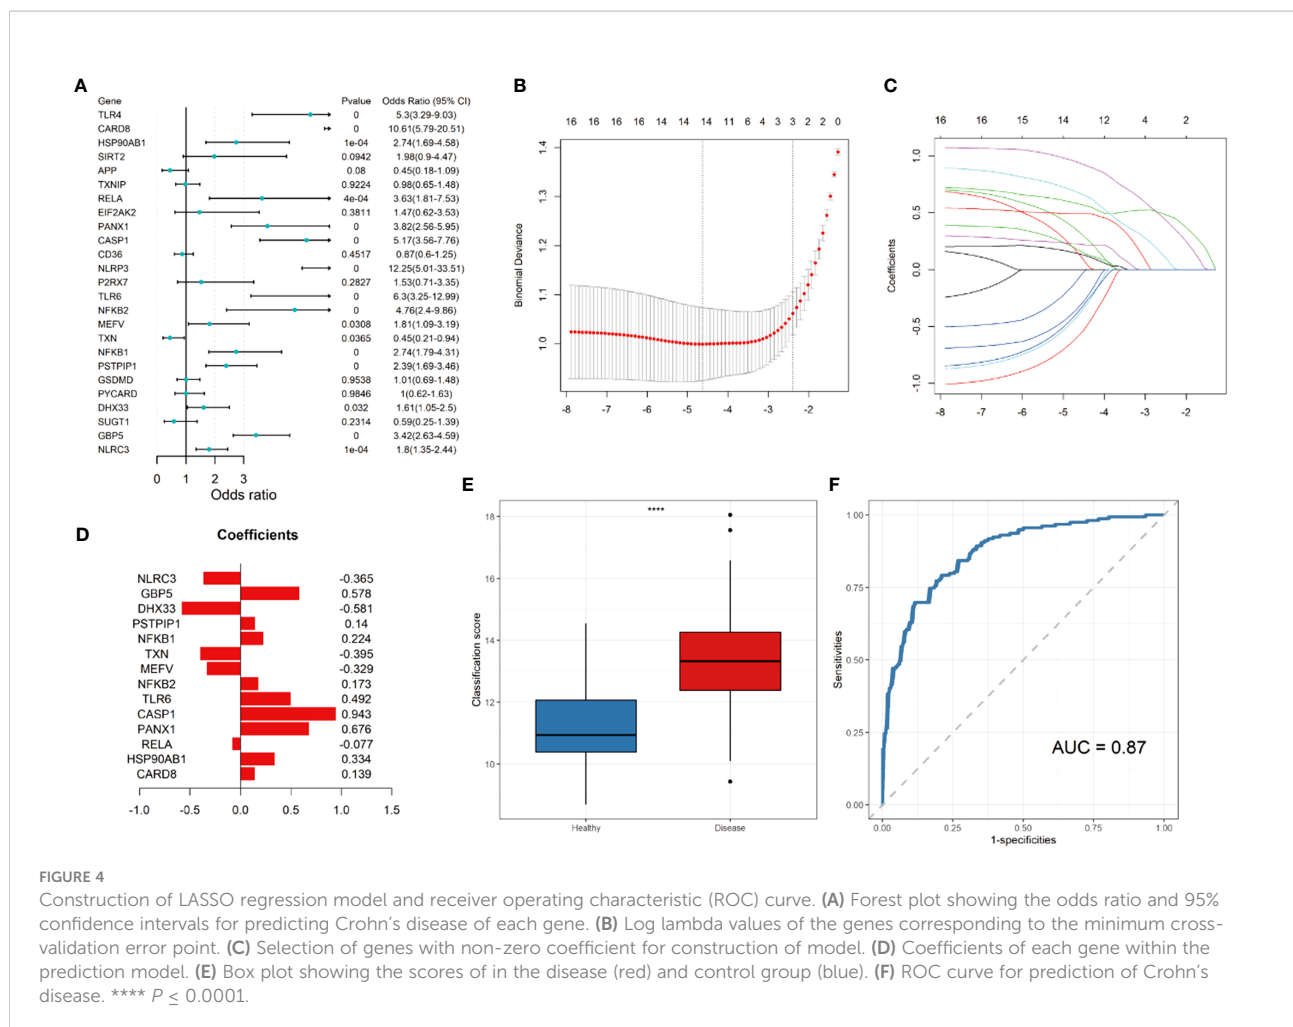 A
Gene Pvalue Odds Ratio (95% CI)
TLR4 0 5.3(3.29-9.03)
CARD8 0 10.61(5.79-20.51)
HSP90AB1 1e-04 2.74(1.69-4.58)
SIRT2 0.0942 1.98(0.9-4.47)
APP 0.08 0.45(0.18-1.09)
TXNIP 0.9224 0.98(0.65-1.48)
RELA 4e-04 3.63(1.81-7.53)
EIF2AK2 0.3811 1.47(0.62-3.53)
PANX1 0 3.82(2.56-5.95)
CASP1 0 5.17(3.56-7.76)
CD36 0.4517 0.87(0.6-1.25)
NLRP3 0 12.25(5.01-33.51)
P2RX7 0.2827 1.53(0.71-3.35)
TLR6 0 6.3(3.25-12.99)
NFKB2 0 4.76(2.4-9.86)
MEFV 0.0308 1.81(1.09-3.19)
TXN 0.0365 0.45(0.21-0.94)
NFKB1 0 2.74(1.79-4.31)
PSTPIP1 0 2.39(1.69-3.46)
GSDMD 0.9538 1.01(0.69-1.48)
PYCARD 0.9846 1(0.62-1.63)
DHX33 0.032 1.61(1.05-2.5)
SUGT1 0.2314 0.59(0.25-1.39)
GBP5 0 3.42(2.63-4.59)
NLRC3 1e-04 1.8(1.35-2.44)
0 1 2 3
Odds ratio
B
16 16 16 16 16 15 14 14 11 6 4 3 3 2 2 0
1.4
1.3
1.2
1.1
1.0
Binomial Deviance
-8 -7 -6 -5 -4 -3 -2
C
16 16 15 14 12 4 2
1.0
0.5
0.0
-0.5
-1.0
Coefficients
-8 -7 -6 -5 -4 -3 -2
D
Coefficients
NLRC3 -0.365
GBP5 0.578
DHX33 -0.581
PSTPIP1 0.14
NFKB1 0.224
TXN -0.395
MEFV -0.329
NFKB2 0.173
TLR6 0.492
CASP1 0.943
PANX1 0.676
RELA -0.077
HSP90AB1 0.334
CARD8 0.139
-1.0 -0.5 0.0 0.5 1.0 1.5
E
****
18
16
14
12
10
Classification score
Healthy Disease
F
1.00
0.75
0.50
0.25
0.00
Sensitivities
AUC = 0.87
0.00 0.25 0.50 0.75 1.00
1-specificities
FIGURE 4
Construction of LASSO regression model and receiver operating characteristic (ROC) curve. (A) Forest plot showing the odds ratio and 95%
confidence intervals for predicting Crohn's disease of each gene. (B) Log lambda values of the genes corresponding to the minimum cross-
validation error point. (C) Selection of genes with non-zero coefficient for construction of model. (D) Coefficients of each gene within the
prediction model. (E) Box plot showing the scores of in the disease (red) and control group (blue). (F) ROC curve for prediction of Crohn's
disease. **** P ≤ 0.0001.